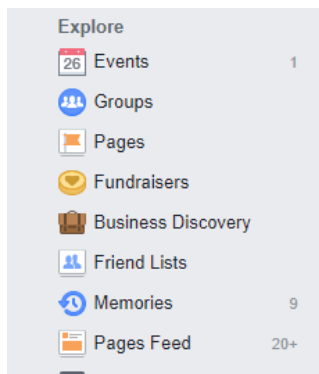 Explore
26 Events 1
Groups
Pages
Fundraisers
Business Discovery
Friend Lists
Memories 9
Pages Feed 20+